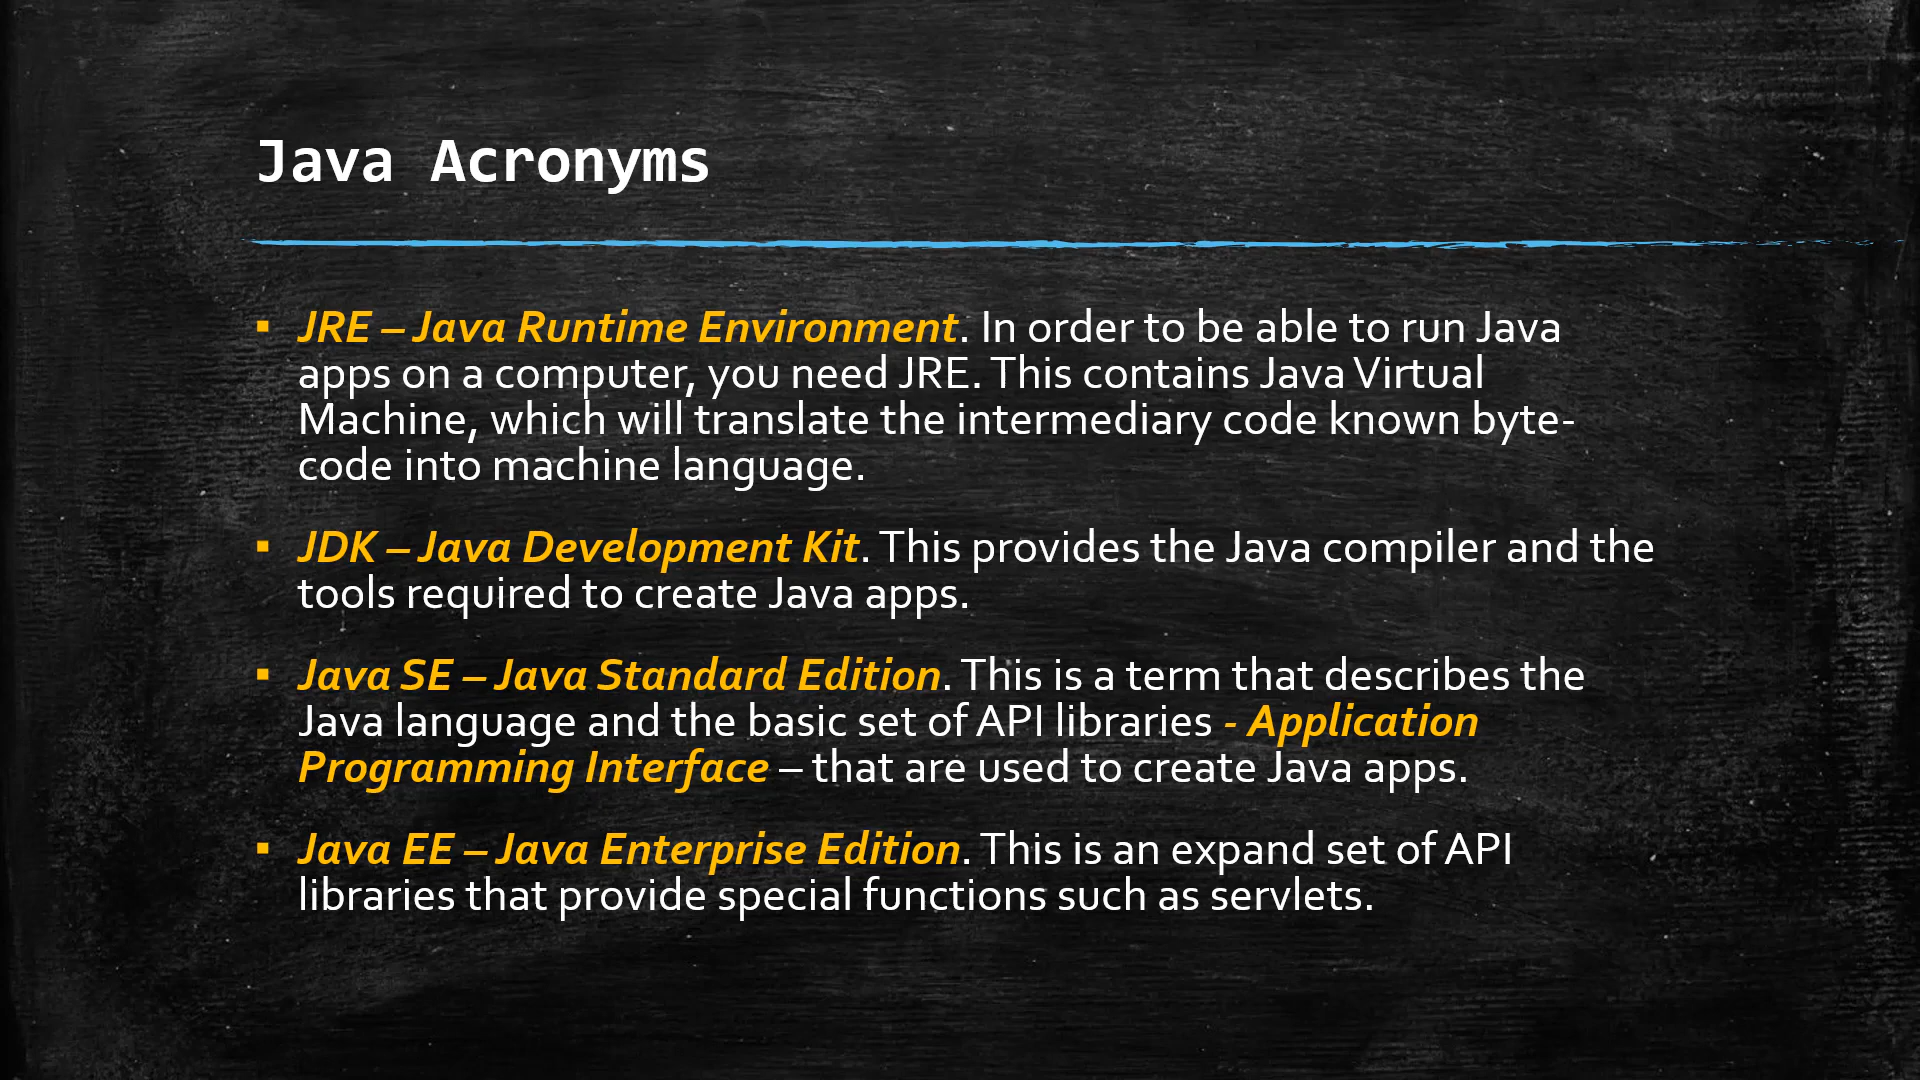 Java Acronyms
▪ JRE – Java Runtime Environment. In order to be able to run Java
apps on a computer, you need JRE. This contains Java Virtual
Machine, which will translate the intermediary code known byte-
code into machine language.
▪ JDK – Java Development Kit. This provides the Java compiler and the
tools required to create Java apps.
▪ Java SE – Java Standard Edition. This is a term that describes the
Java language and the basic set of API libraries - Application
Programming Interface – that are used to create Java apps.
▪ Java EE – Java Enterprise Edition. This is an expand set of API
libraries that provide special functions such as servlets.